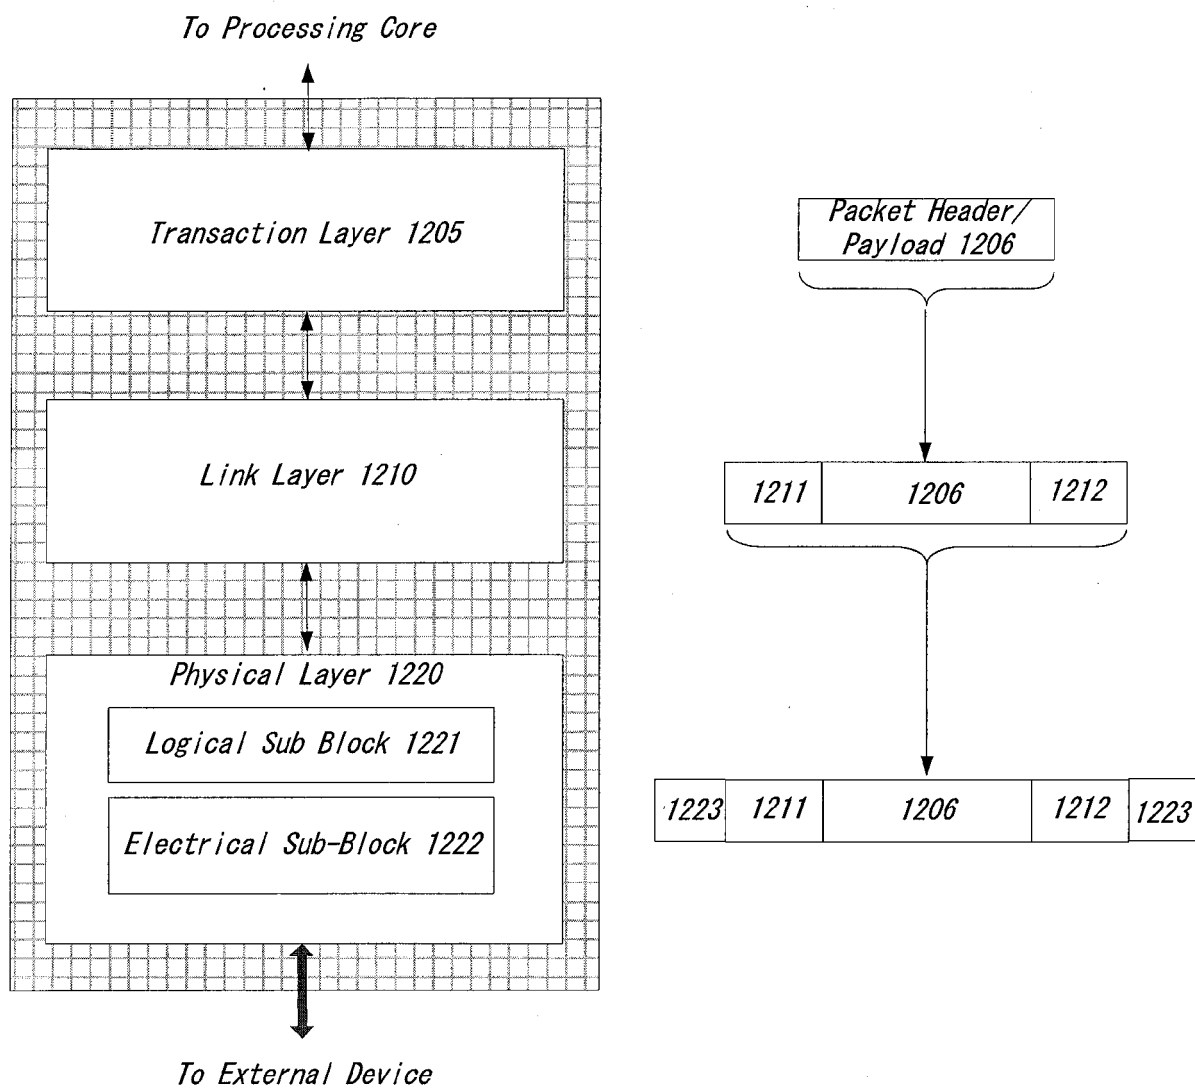 To Processing Core
Transaction Layer 1205
Packet Header/
Payload 1206
Link Layer 1210
1211 1206 1212
Physical Layer 1220
Logical Sub Block 1221
Electrical Sub-Block 1222
1223 1211 1206 1212 1223
To External Device